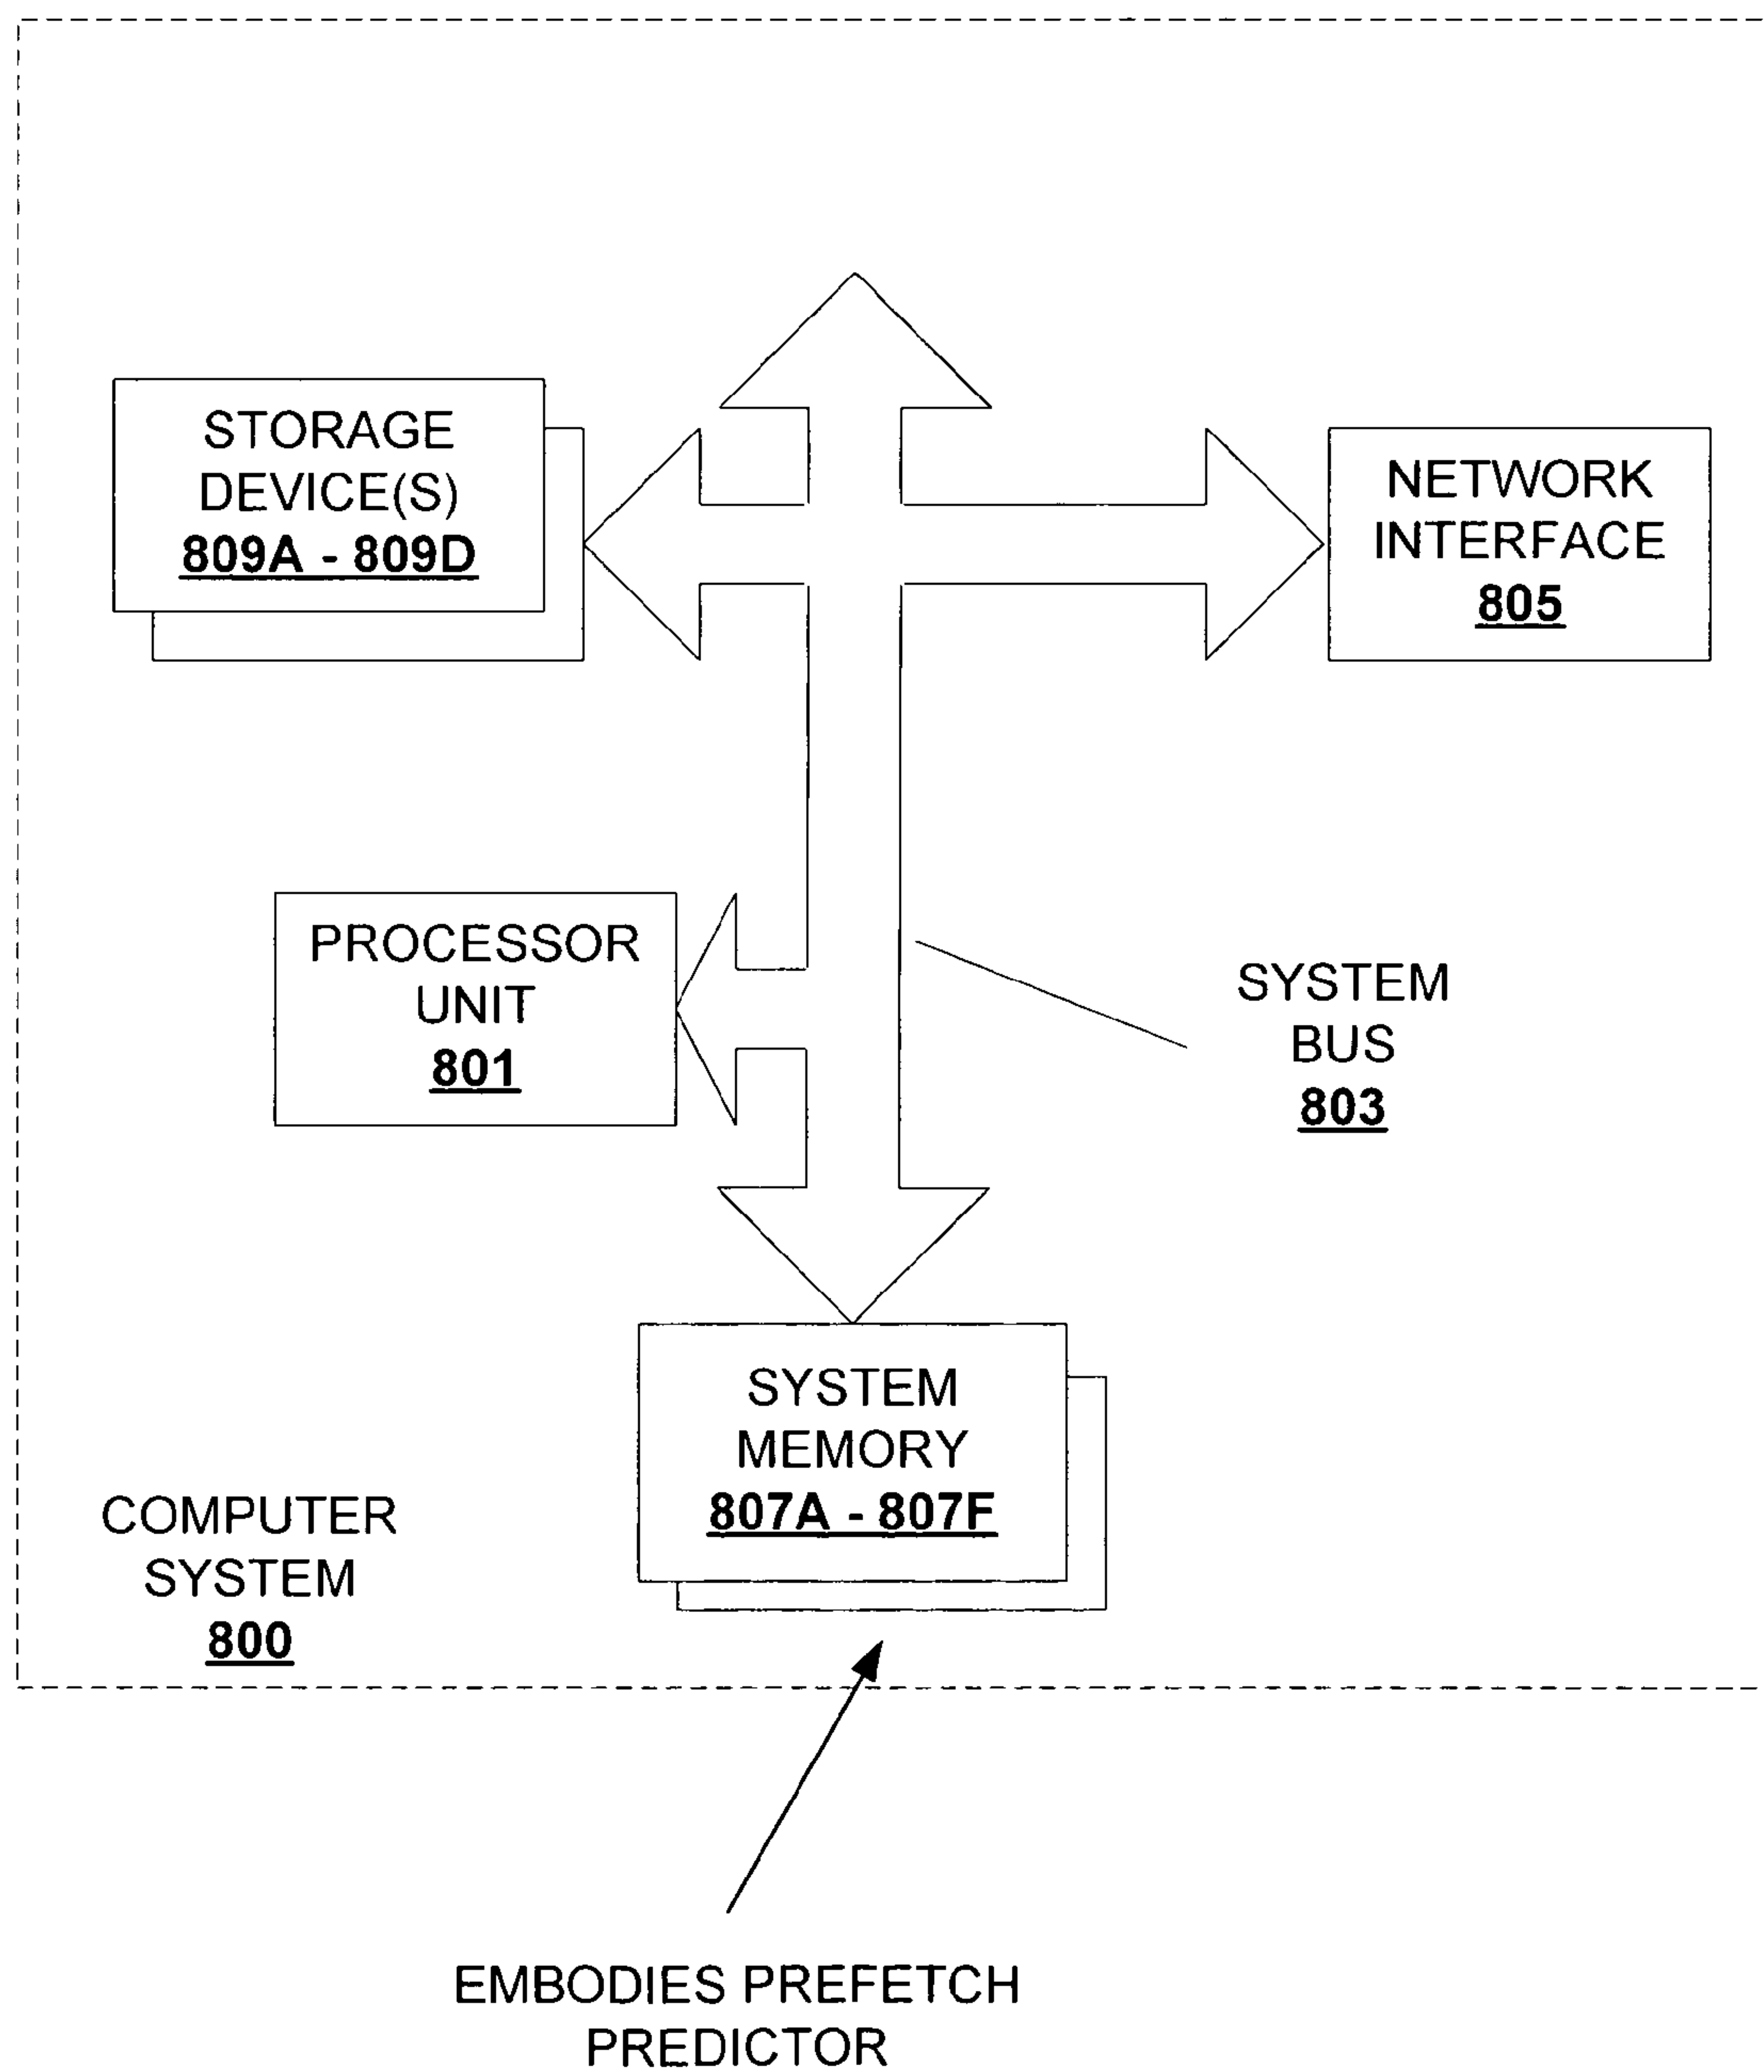 STORAGE
DEVICE(S)
809A - 809D
NETWORK
INTERFACE
805
PROCESSOR
UNIT
801
SYSTEM
BUS
803
SYSTEM
MEMORY
807A - 807F
COMPUTER
SYSTEM
800
EMBODIES PREFETCH
PREDICTOR